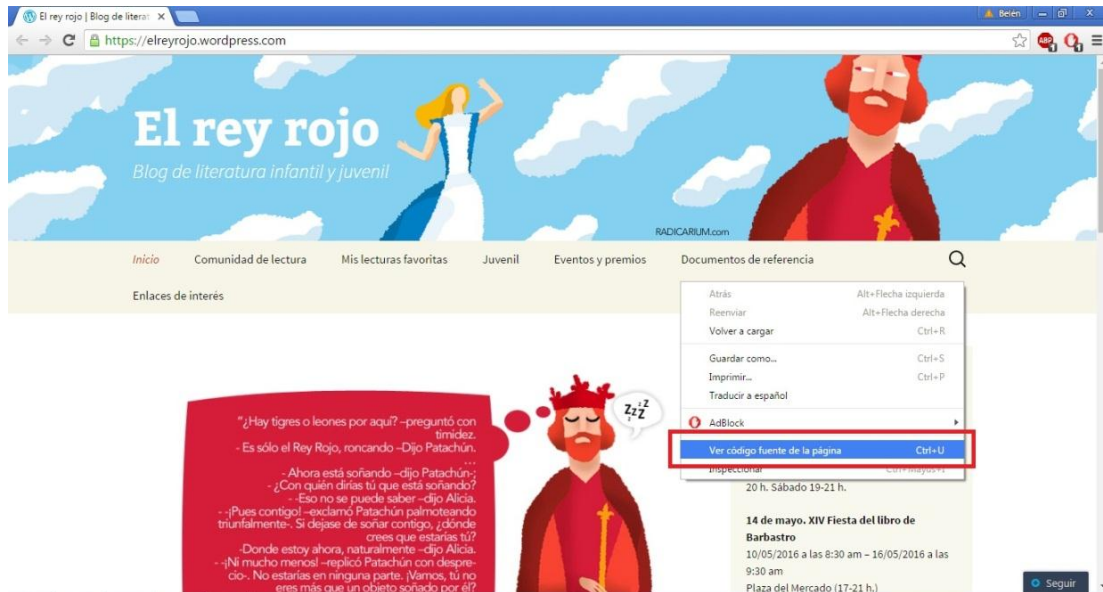 El rey rojo | Blog de literat
Belén
https://elreyrojo.wordpress.com
ABP
1
1
El rey rojo
Blog de literatura infantil y juvenil
RADICARIUM.com
Inicio Comunidad de lectura Mis lecturas favoritas Juvenil Eventos y premios Documentos de referencia
Enlaces de interés
Atrás Alt+Flecha izquierda
Reenviar Alt+Flecha derecha
Volver a cargar Ctrl+R
Guardar como... Ctrl+S
Imprimir... Ctrl+P
Traducir a español
AdBlock
Ver código fuente de la página Ctrl+U
Inspeccionar Ctrl+Mayús+I
zzzZ
"¿Hay tigres o leones por aquí? –preguntó con
timidez.
- Es sólo el Rey Rojo, roncando –Dijo Patachún.
...
- Ahora está soñando –dijo Patachún-;
- ¿Con quién dirías tú que está soñando?
- -Eso no se puede saber –dijo Alicia.
- -¡Pues contigo! –exclamó Patachún palmoteando
triunfalmente-. Si dejase de soñar contigo, ¿dónde
crees que estarías tú?
-Donde estoy ahora, naturalmente –dijo Alicia.
- -¡Ni mucho menos! –replicó Patachún con despre-
cio-. No estarías en ninguna parte. ¡Vamos, tú no
eres más que un objeto soñado por él?
20 h. Sábado 19-21 h.
14 de mayo. XIV Fiesta del libro de
Barbastro
10/05/2016 a las 8:30 am – 16/05/2016 a las
9:30 am
Plaza del Mercado (17-21 h.)
Seguir